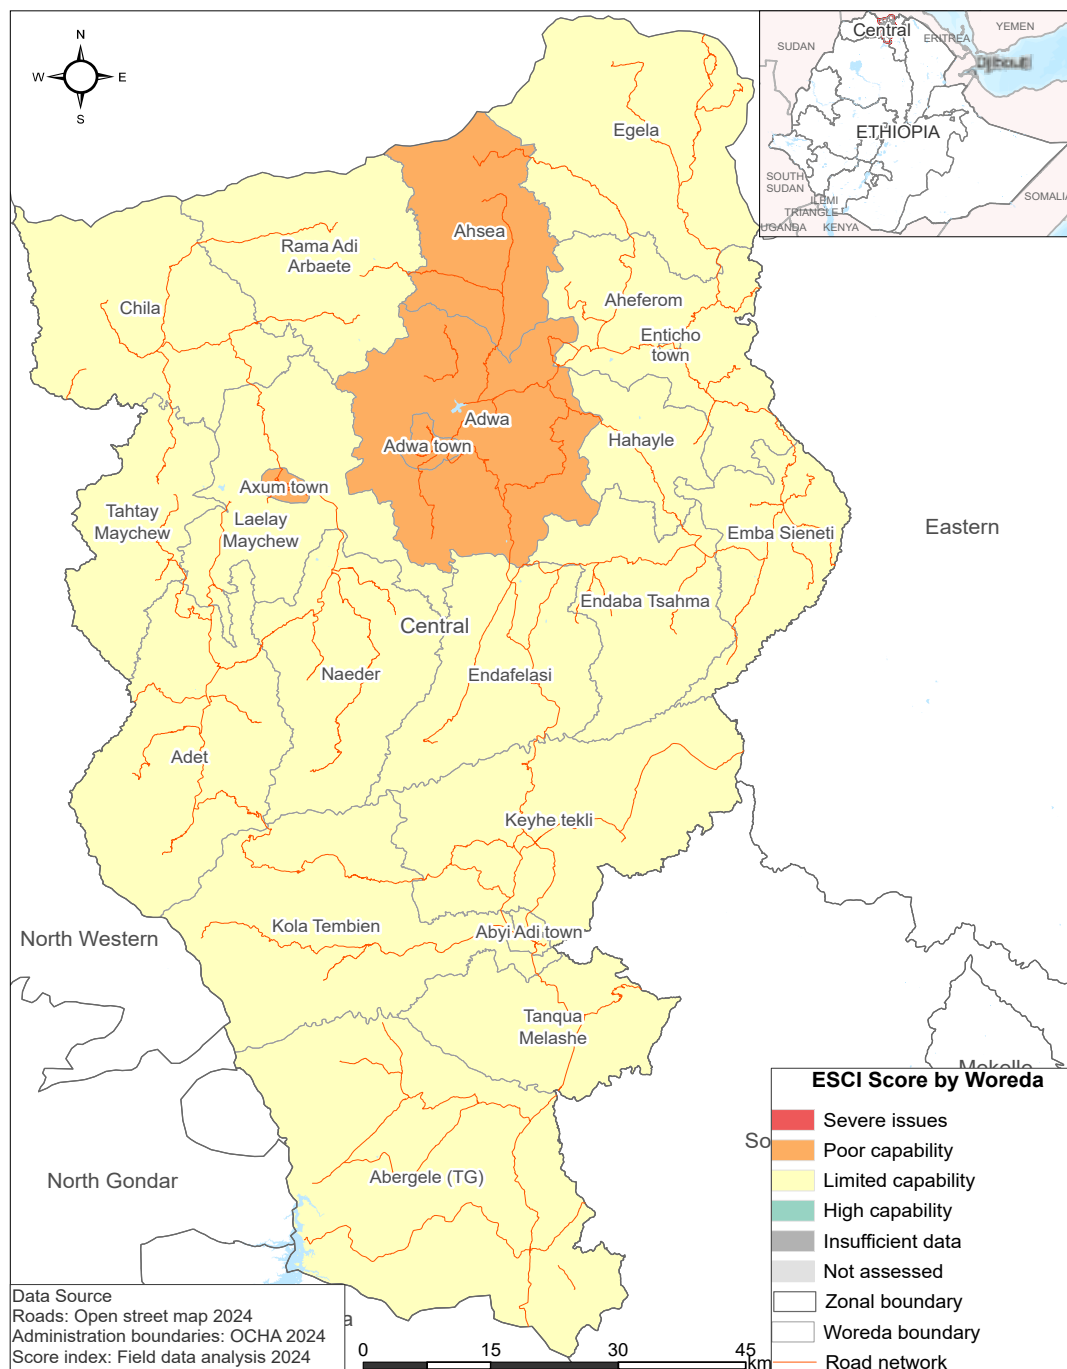 N
W
E
S
Central
SUDAN
ERITREA
YEMEN
Djibouti
ETHIOPIA
SOUTH
SUDAN
ILEMI
TRIANGLE
UGANDA
KENYA
SOMALIA
Egela
Ahsea
Rama Adi
Arbaete
Chila
Aheferom
Enticho
town
Adwa
Adwa town
Hahayle
Axum town
Tahtay
Maychew
Laelay
Maychew
Emba Sieneti
Eastern
Endaba Tsahma
Central
Naeder
Endafelasi
Adet
Keyhe tekli
Kola Tembien
Abyi Adi town
North Western
Tanqua
Melashe
Abergele (TG)
North Gondar
Mekelle
So
a
ESCI Score by Woreda
Severe issues
Poor capability
Limited capability
High capability
Insufficient data
Not assessed
Zonal boundary
Woreda boundary
Road network
Data Source
Roads: Open street map 2024
Administration boundaries: OCHA 2024
Score index: Field data analysis 2024
0 15 30 45
km